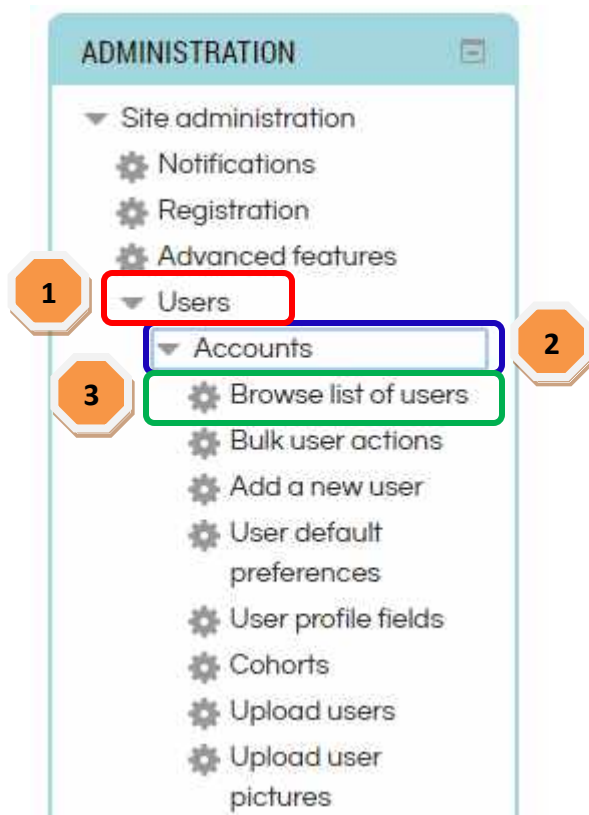 ADMINISTRATION
Site administration
Notifications
Registration
Advanced features
1
Users
Accounts
2
3
Browse list of users
Bulk user actions
Add a new user
User default
preferences
User profile fields
Cohorts
Upload users
Upload user
pictures